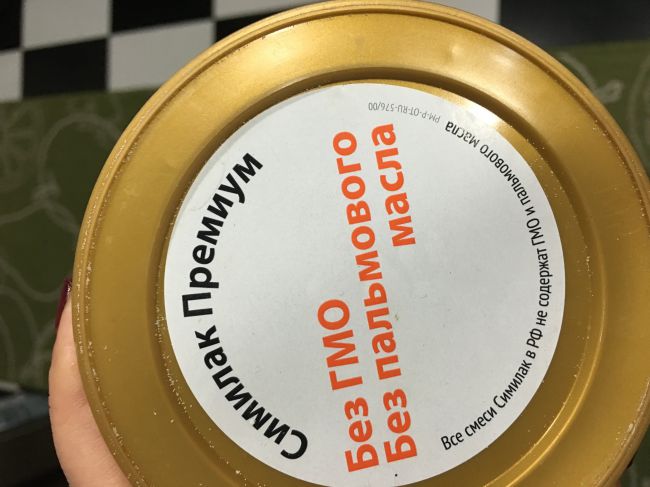 Симилак Премиум
Без ГМО
Без пальмового
масла
Все смеси Симилак в РФ не содержат ГМО и пальмового масла
PM-P-OT-RU-576/00